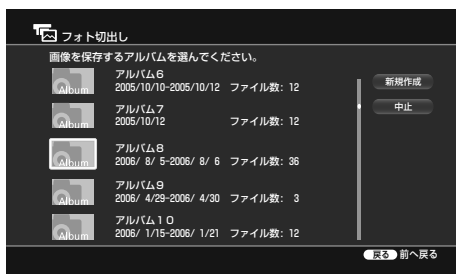 フォト切出し
画像を保存するアルバムを選んでください。
Album アルバム6
2005/10/10-2005/10/12 ファイル数: 12
Album アルバム7
2005/10/12 ファイル数: 12
Album アルバム8
2006/ 8/ 5-2006/ 8/ 6 ファイル数: 36
Album アルバム9
2006/ 4/29-2006/ 4/30 ファイル数: 3
Album アルバム10
2006/ 1/15-2006/ 1/21 ファイル数: 12
新規作成
中止
戻る 前へ戻る